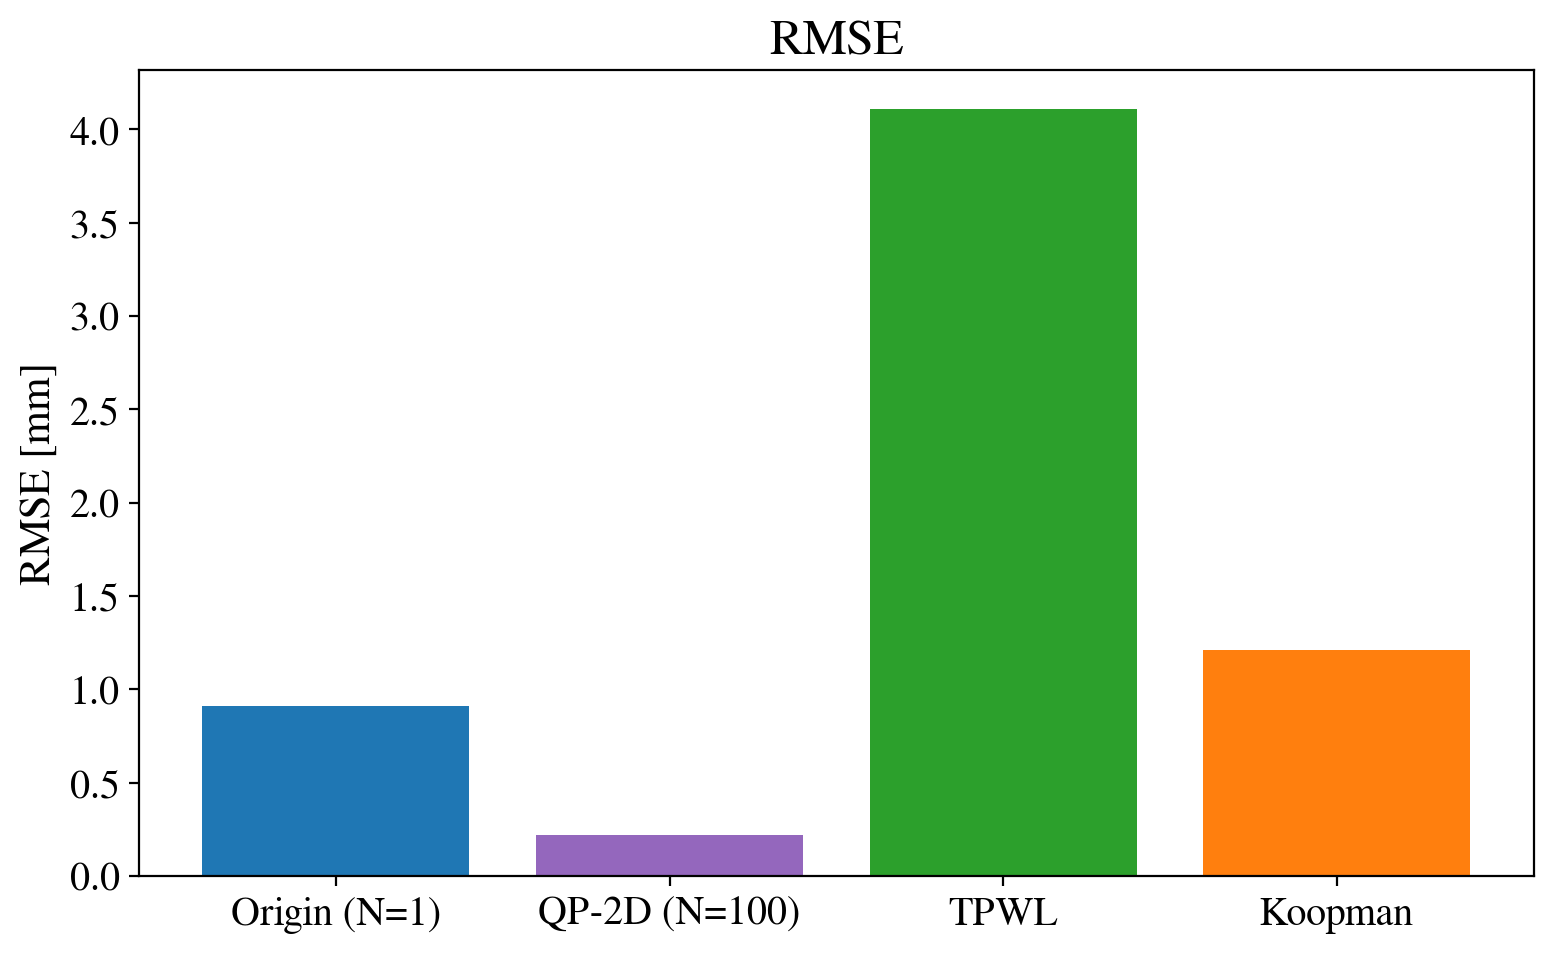 RMSE
RMSE [mm]
4.0
3.5
3.0
2.5
2.0
1.5
1.0
0.5
0.0
Origin (N=1)
QP-2D (N=100)
TPWL
Koopman